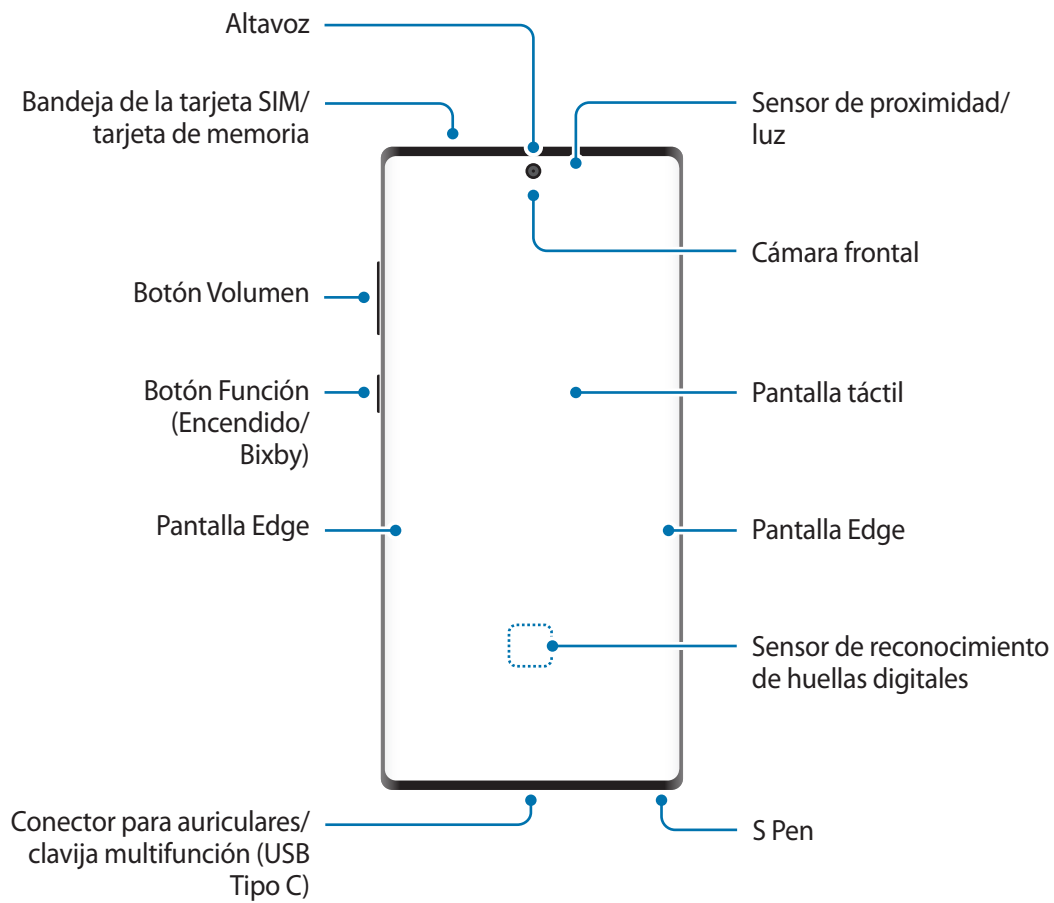 Altavoz
Bandeja de la tarjeta SIM/
tarjeta de memoria
Sensor de proximidad/
luz
Cámara frontal
Botón Volumen
Botón Función
(Encendido/
Bixby)
Pantalla táctil
Pantalla Edge
Pantalla Edge
Sensor de reconocimiento
de huellas digitales
Conector para auriculares/
clavija multifunción (USB
Tipo C)
S Pen